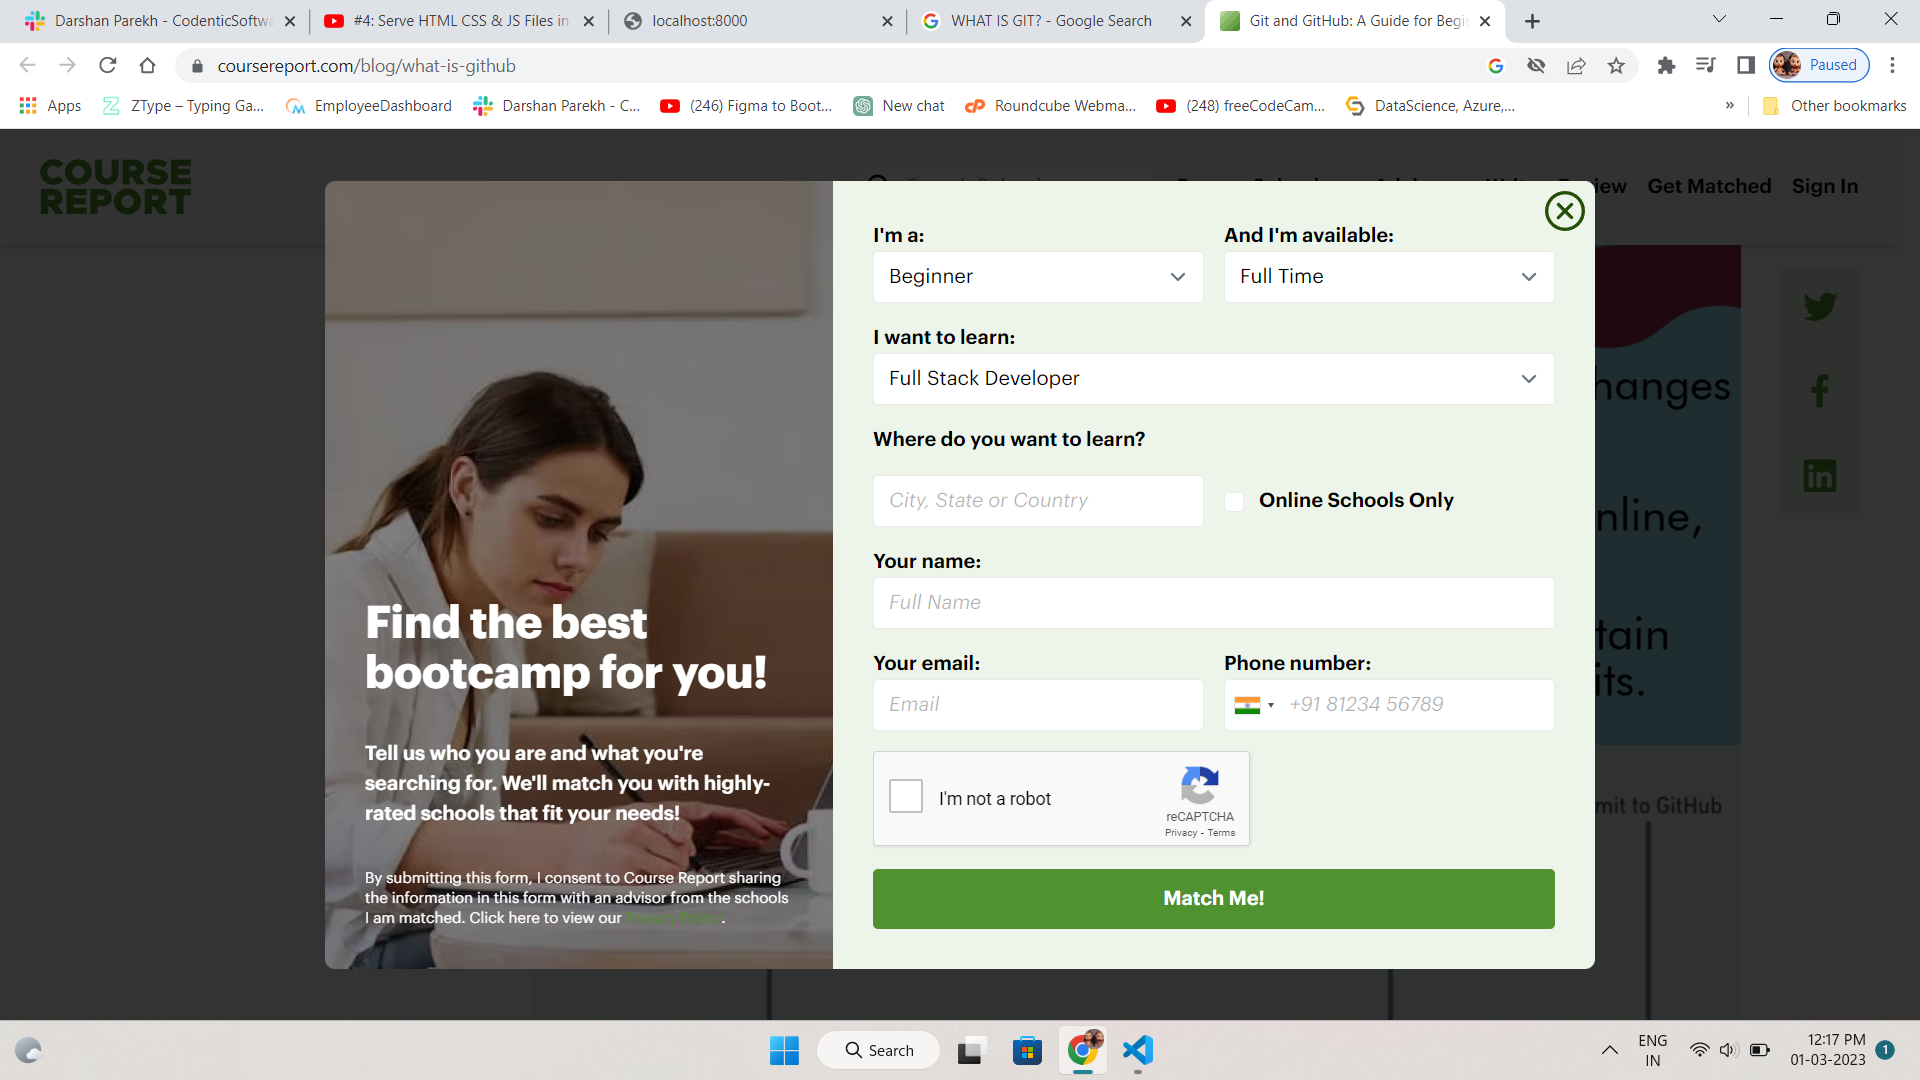 Darshan Parekh - CodenticSoftwa
#4: Serve HTML CSS & JS Files in
localhost:8000
WHAT IS GIT? - Google Search
Git and GitHub: A Guide for Begi
coursereport.com/blog/what-is-github
Paused
Apps
ZType – Typing Ga...
EmployeeDashboard
Darshan Parekh - C...
(246) Figma to Boot...
New chat
Roundcube Webma...
(248) freeCodeCam...
DataScience, Azure,...
»
Other bookmarks
COURSE
REPORT
Get Matched
Sign In
I'm a:
And I'm available:
Beginner
Full Time
I want to learn:
Full Stack Developer
hanges
Where do you want to learn?
City, State or Country
Online Schools Only
nline,
Your name:
Full Name
Find the best
bootcamp for you!
tain
its.
Your email:
Phone number:
Email
+91 81234 56789
Tell us who you are and what you're
searching for. We'll match you with highly-
rated schools that fit your needs!
I'm not a robot
reCAPTCHA
Privacy - Terms
mit to GitHub
By submitting this form, I consent to Course Report sharing
the information in this form with an advisor from the schools
I am matched. Click here to view our Privacy Policy.
Match Me!
Search
ENG
IN
12:17 PM
01-03-2023
1